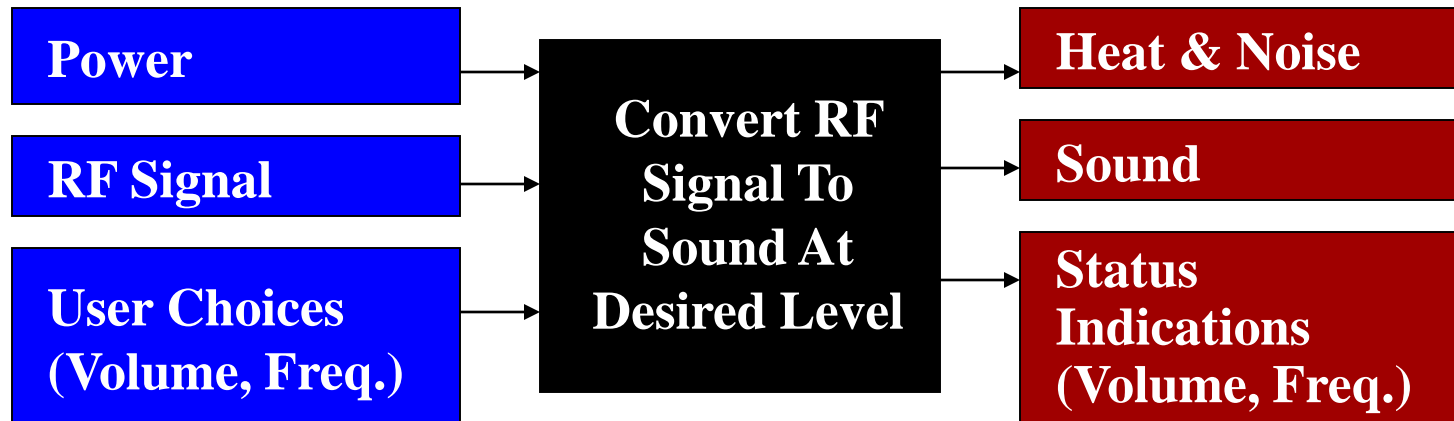 Power
RF Signal
User Choices
(Volume, Freq.)
Convert RF
Signal To
Sound At
Desired Level
Heat & Noise
Sound
Status
Indications
(Volume, Freq.)